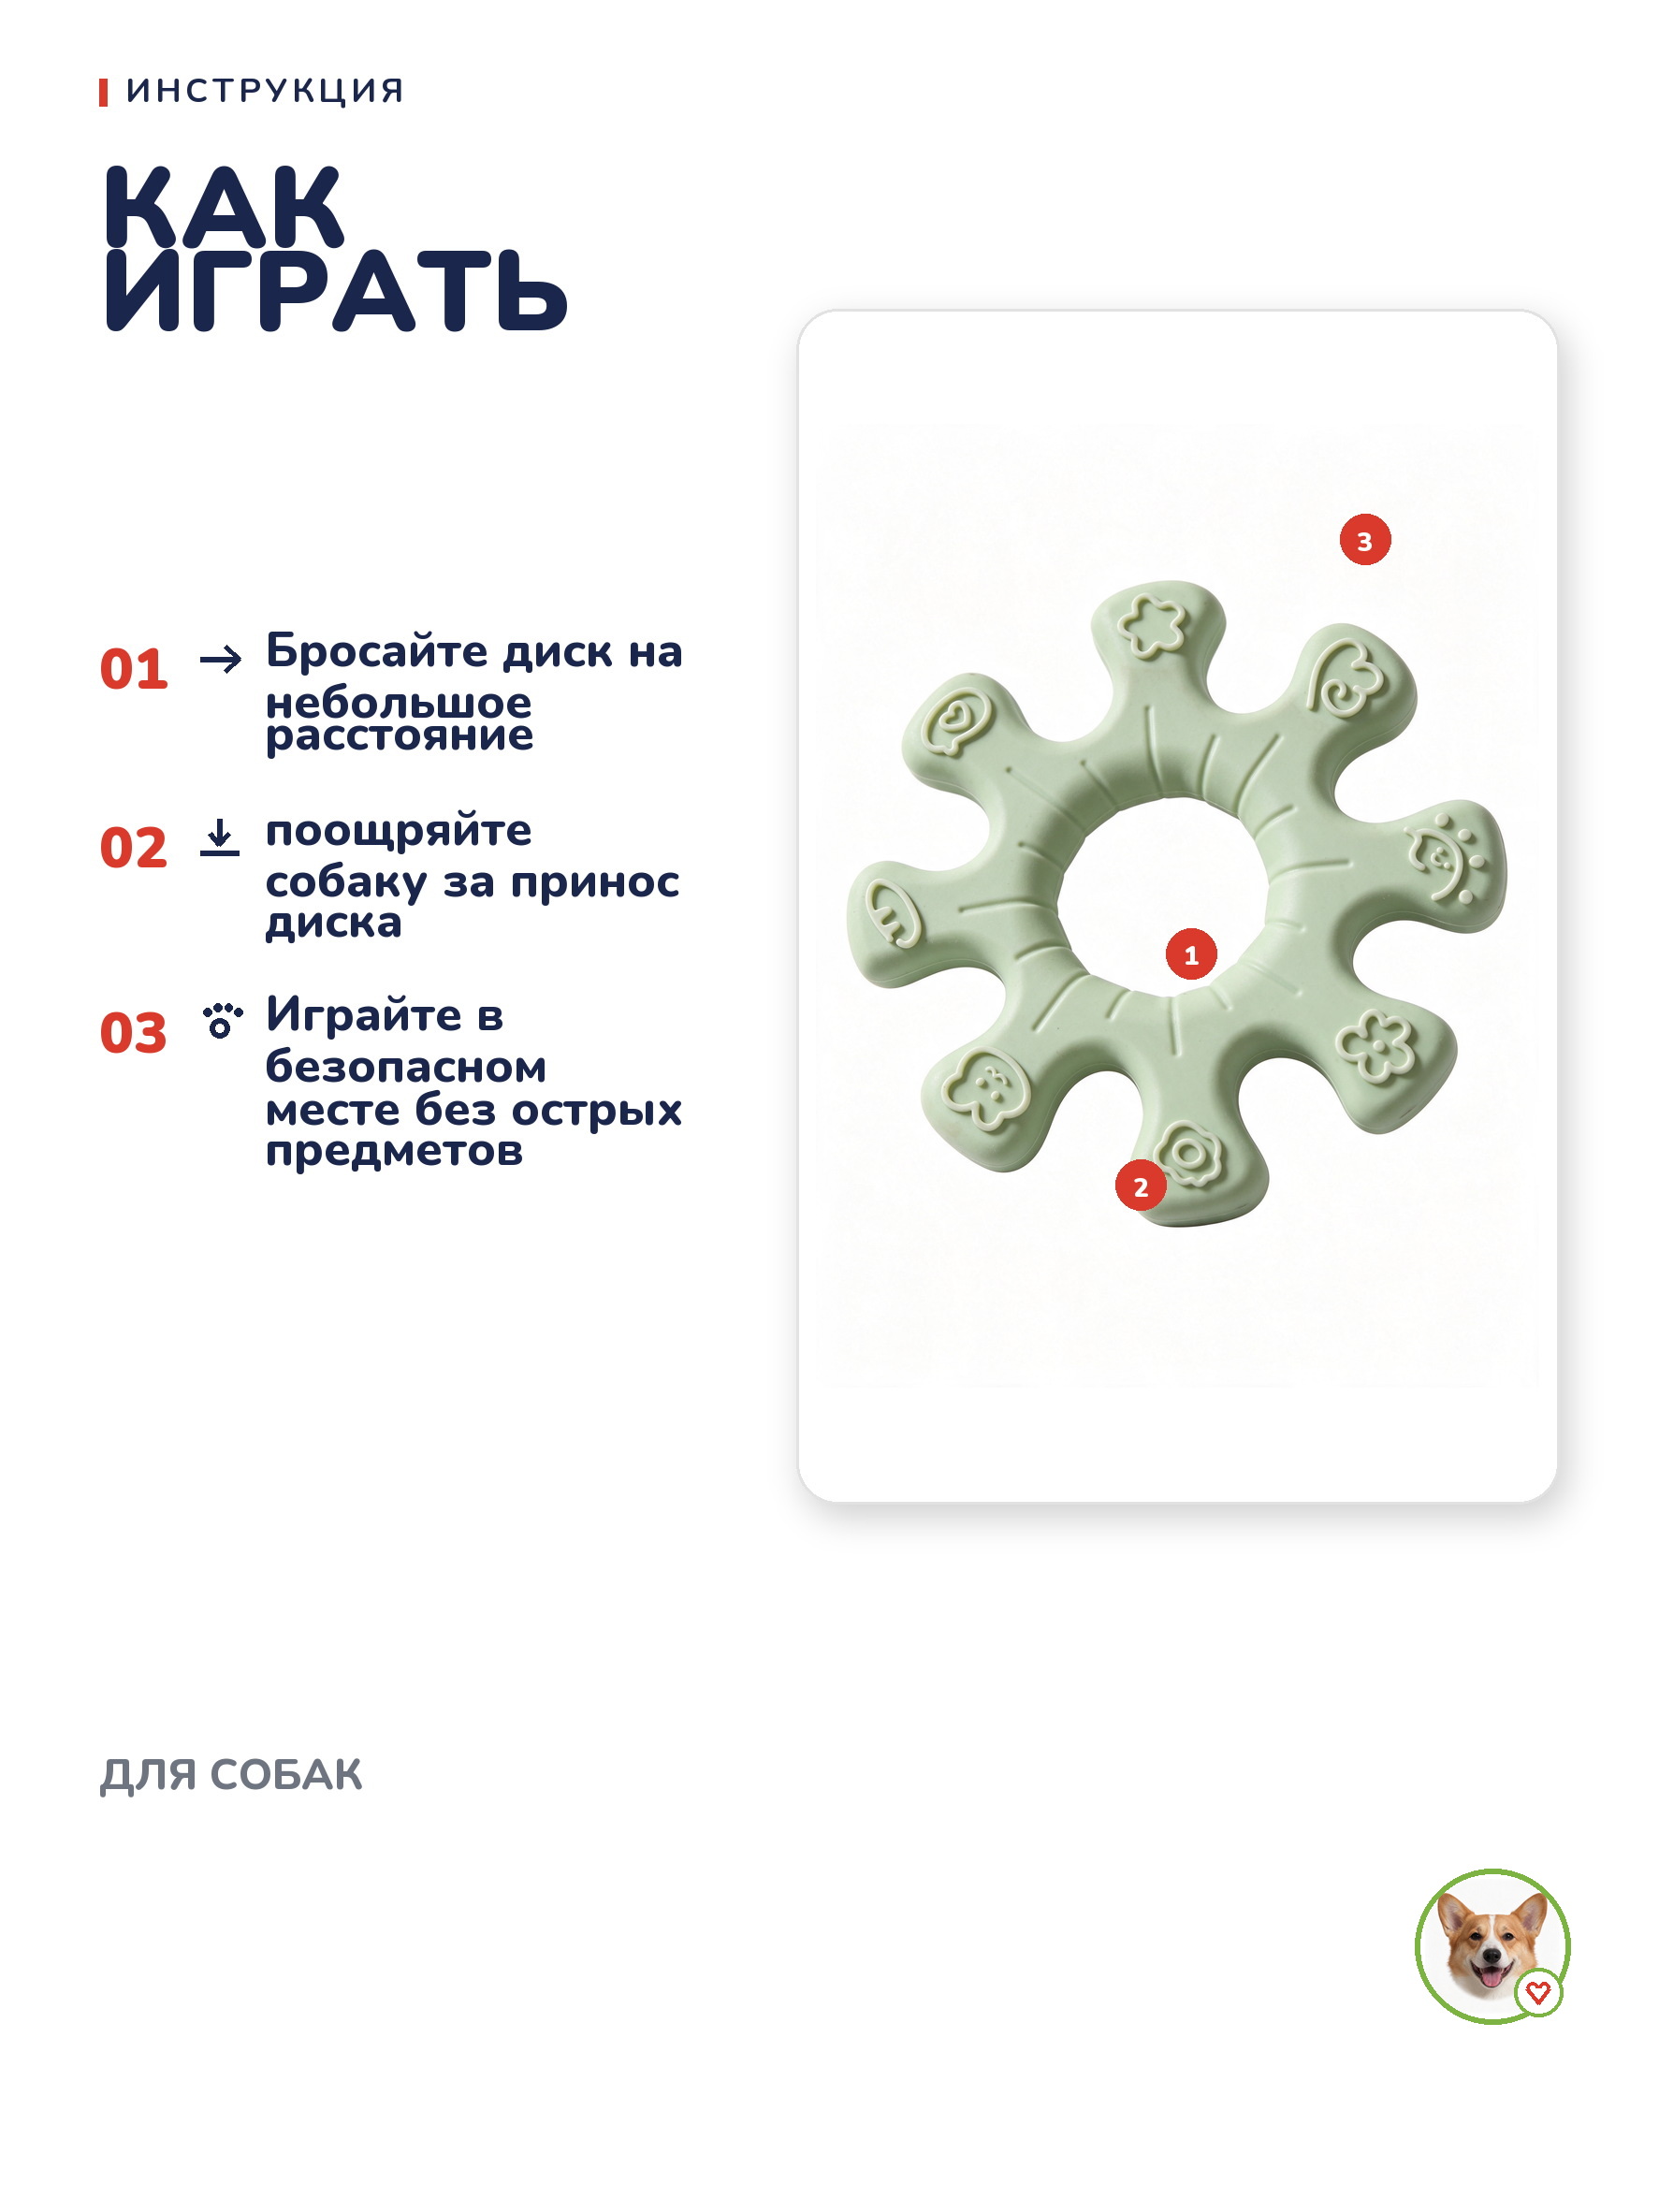 ИНСТРУКЦИЯ
КАК
ИГРАТЬ
01 Бросайте диск на
небольшое
расстояние
02 поощряйте
собаку за принос
диска
03 Играйте в
безопасном
месте без острых
предметов
3
1
2
ДЛЯ СОБАК